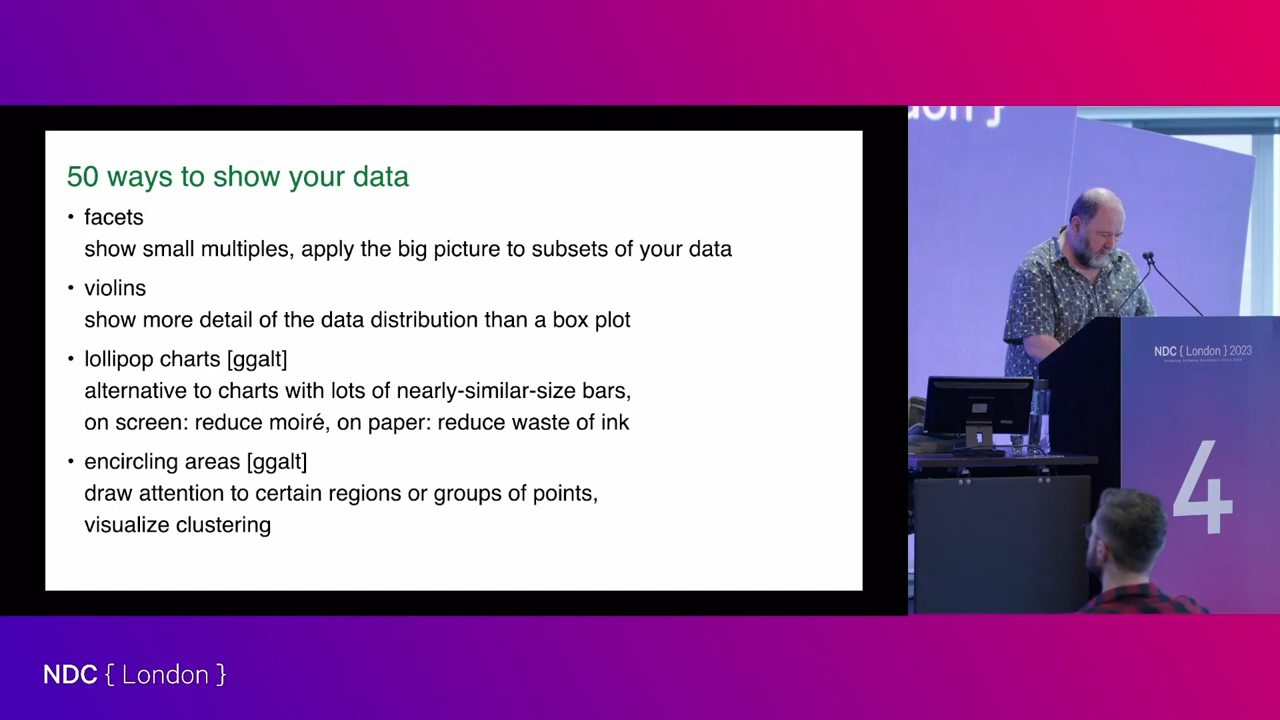 50 ways to show your data
• facets
show small multiples, apply the big picture to subsets of your data
• violins
show more detail of the data distribution than a box plot
• lollipop charts [ggalt]
alternative to charts with lots of nearly-similar-size bars,
on screen: reduce moiré, on paper: reduce waste of ink
• encircling areas [ggalt]
draw attention to certain regions or groups of points,
visualize clustering
don }
NDC { London } 2023
4
NDC { London }